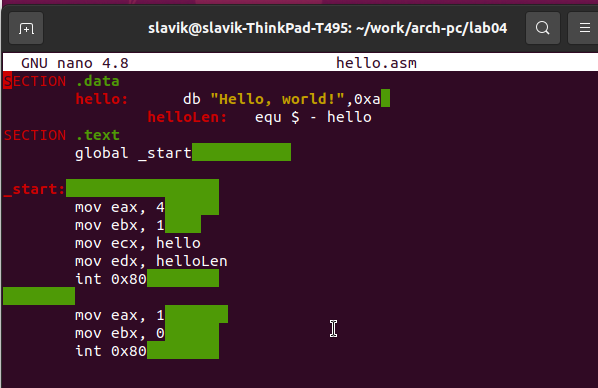 slavik@slavik-ThinkPad-T495: ~/work/arch-pc/lab04
GNU nano 4.8 hello.asm
SECTION .data
hello: db "Hello, world!",0xa
helloLen: equ $ - hello
SECTION .text
global _start
_start:
mov eax, 4
mov ebx, 1
mov ecx, hello
mov edx, helloLen
int 0x80
mov eax, 1
mov ebx, 0
int 0x80